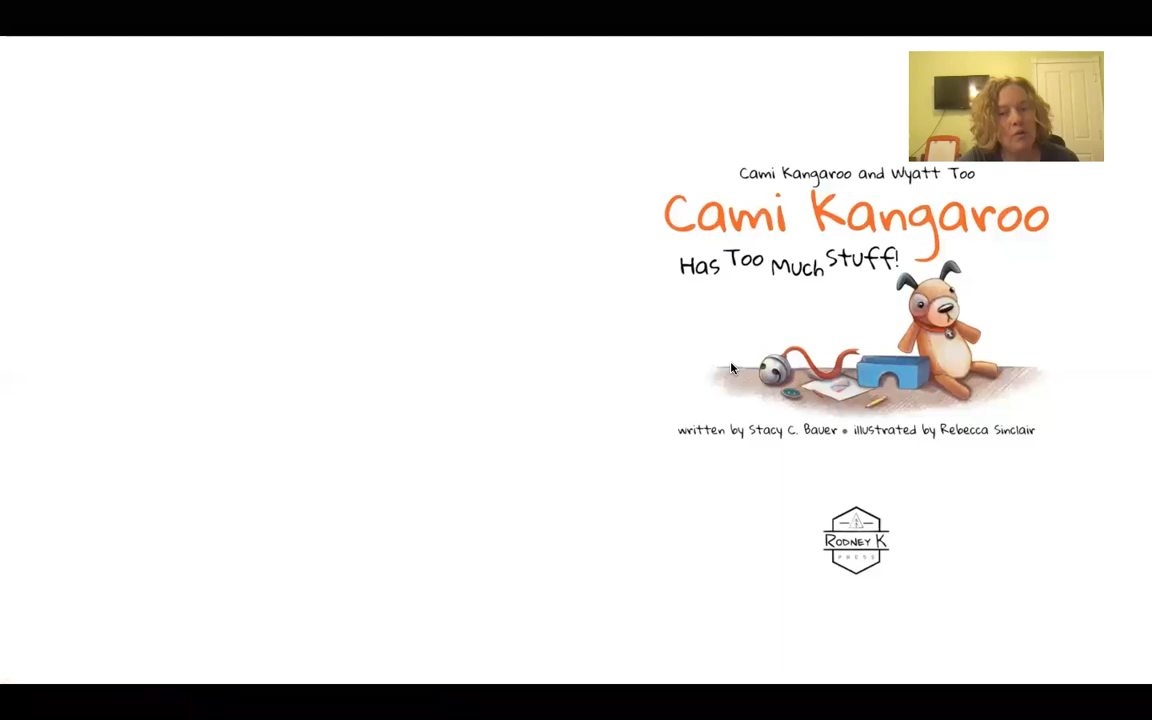 Cami Kangaroo and Wyatt Too
Cami Kangaroo
Has Too Much Stuff!
written by Stacy C. Bauer • illustrated by Rebecca Sinclair
RODNEY K
PRESS